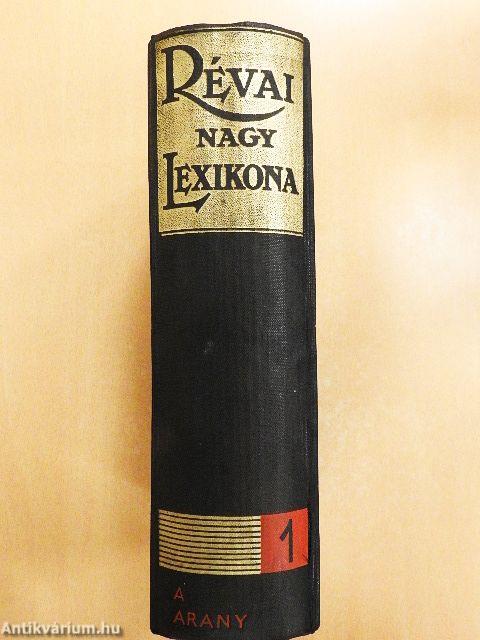 RÉVAI
NAGY
LEXIKONA
1
A
ARANY
Antikvárium.hu